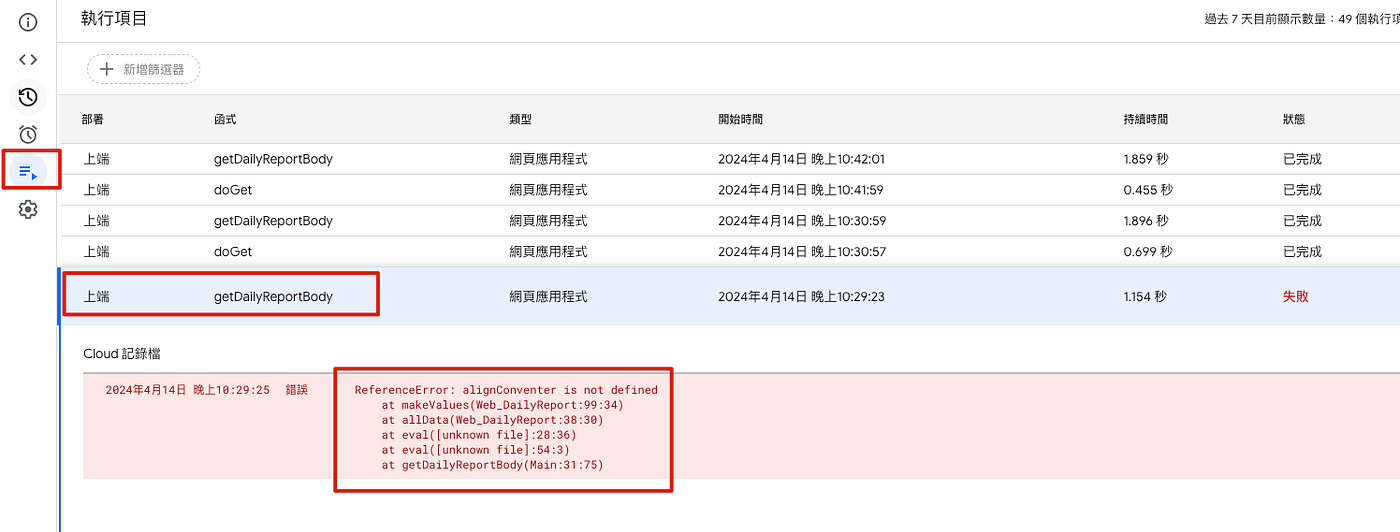 執行項目
過去 7 天目前顯示數量：49 個執行項
新增篩選器
部署 函式 類型 開始時間 持續時間 狀態
上端 getDailyReportBody 網頁應用程式 2024年4月14日 晚上10:42:01 1.859 秒 已完成
上端 doGet 網頁應用程式 2024年4月14日 晚上10:41:59 0.455 秒 已完成
上端 getDailyReportBody 網頁應用程式 2024年4月14日 晚上10:30:59 1.896 秒 已完成
上端 doGet 網頁應用程式 2024年4月14日 晚上10:30:57 0.699 秒 已完成
上端 getDailyReportBody 網頁應用程式 2024年4月14日 晚上10:29:23 1.154 秒 失敗
Cloud 記錄檔
2024年4月14日 晚上10:29:25 錯誤 ReferenceError: alignConventer is not defined
at makeValues(Web_DailyReport:99:34)
at allData(Web_DailyReport:38:30)
at eval([unknown file]:28:36)
at eval([unknown file]:54:3)
at getDailyReportBody(Main:31:75)